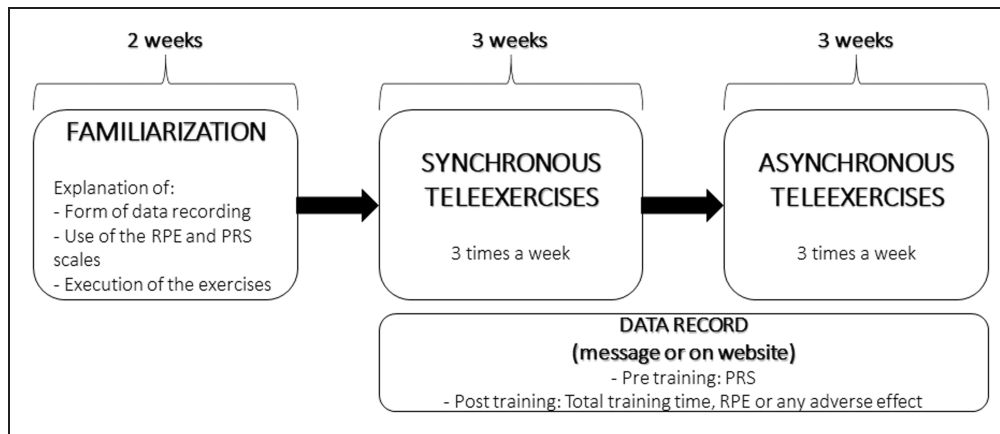 2 weeks
3 weeks
3 weeks
FAMILIARIZATION
Explanation of:
- Form of data recording
- Use of the RPE and PRS
scales
- Execution of the exercises
SYNCHRONOUS
TELEEXERCISES
3 times a week
ASYNCHRONOUS
TELEEXERCISES
3 times a week
DATA RECORD
(message or on website)
- Pre training: PRS
- Post training: Total training time, RPE or any adverse effect